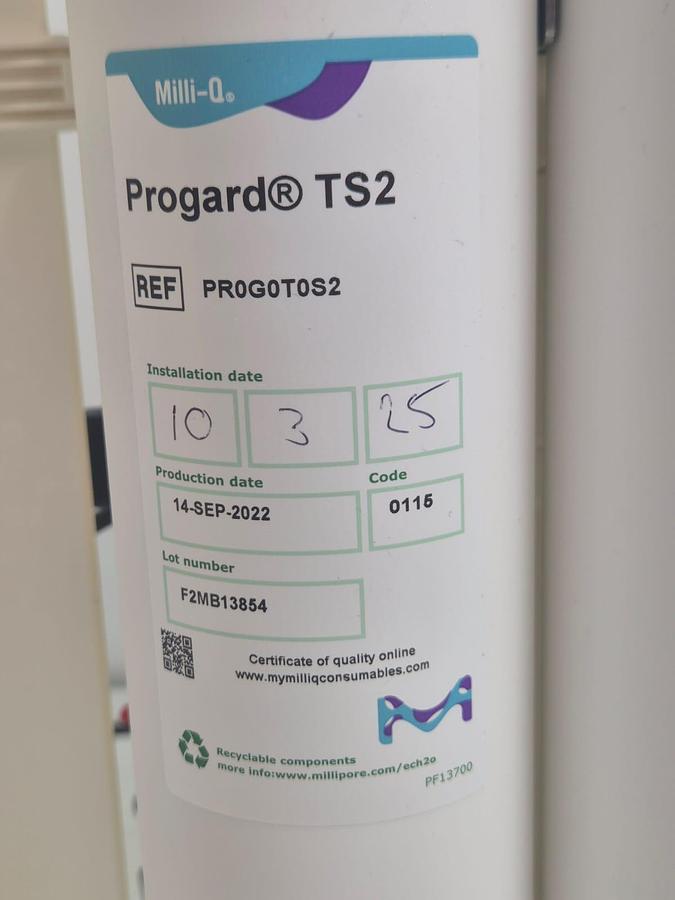 Milli-Q®
Progard® TS2
REF PR0G0T0S2
Installation date
10 3 25
Production date Code
14-SEP-2022 0115
Lot number
F2MB13854
Certificate of quality online
www.mymilliqconsumables.com
M
Recyclable components
more info:www.millipore.com/ech2o
PF13700